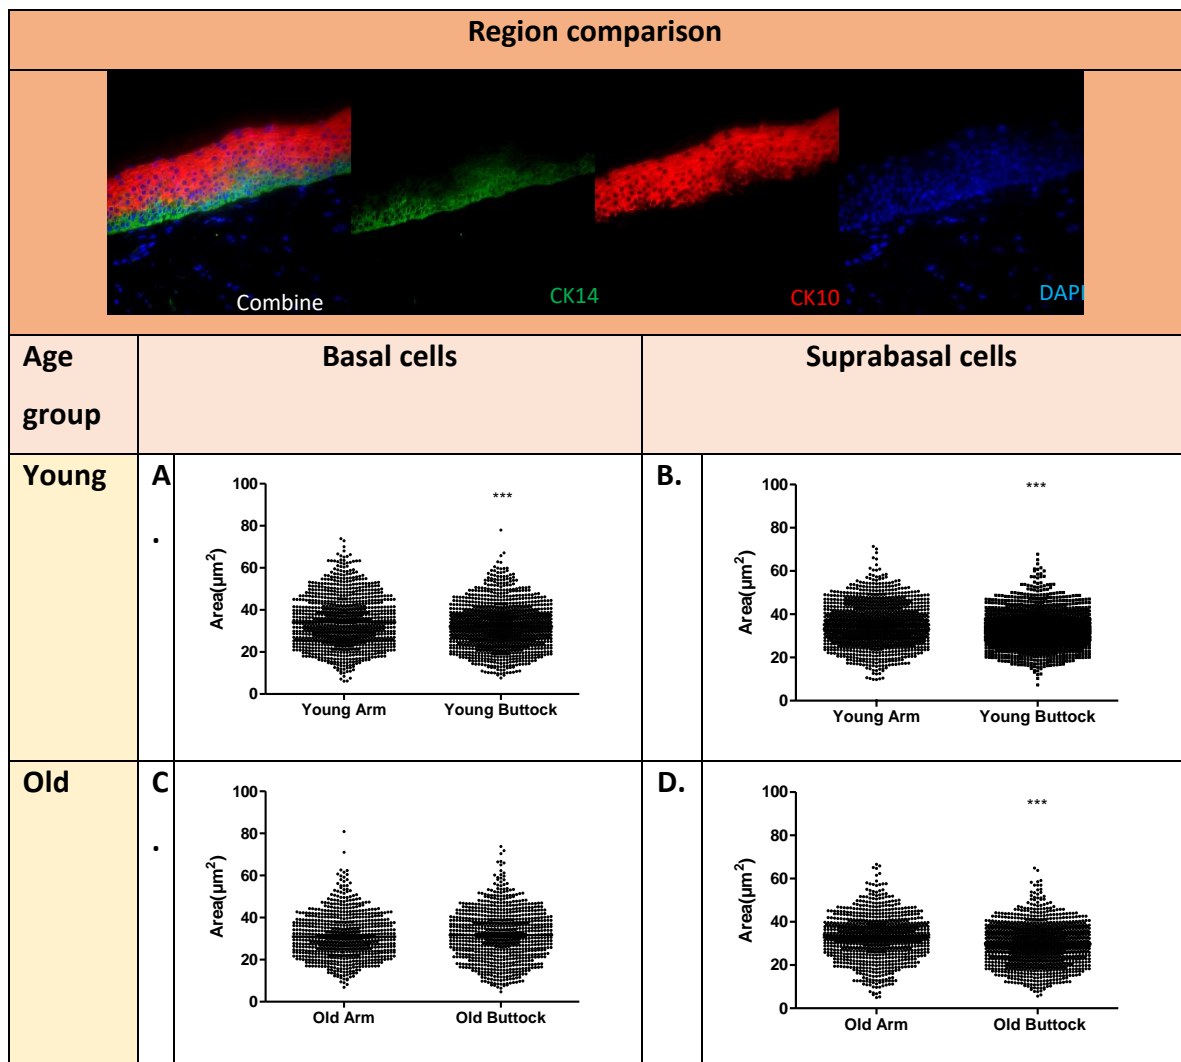 Region comparison
Combine
CK14
CK10
DAPI
Age
group
Basal cells
Suprabasal cells
Young
A
.
100
80
60
40
20
0
Area(µm²)
***
Young Arm
Young Buttock
B.
100
80
60
40
20
0
Area(µm²)
***
Young Arm
Young Buttock
Old
C
.
100
80
60
40
20
0
Area(µm²)
Old Arm
Old Buttock
D.
100
80
60
40
20
0
Area(µm²)
***
Old Arm
Old Buttock